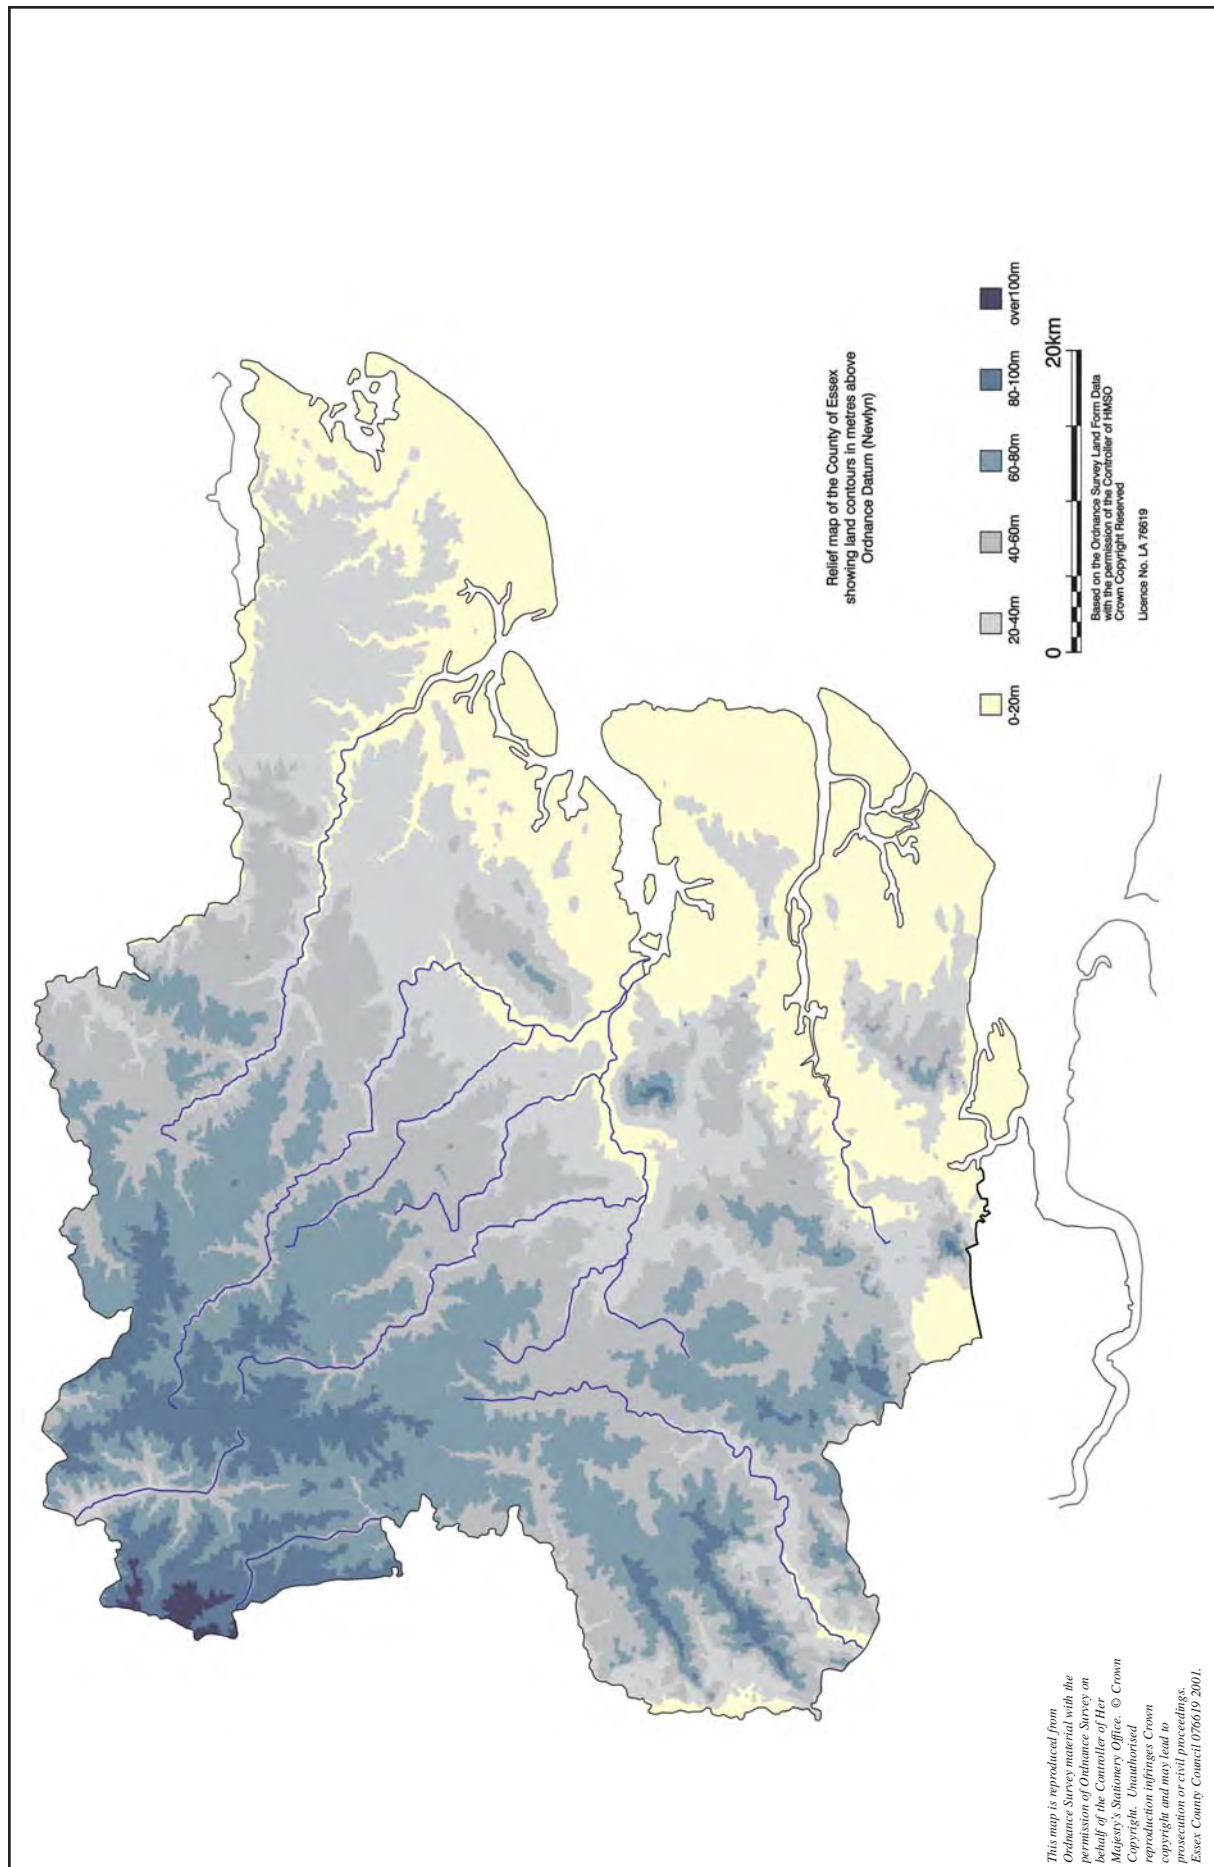 Relief map of the County of Essex
showing land contours in metres above
Ordnance Datum (Newlyn)
0-20m
20-40m
40-60m
60-80m
80-100m
over100m
0
20km
Based on the Ordnance Survey Land Form Data
with the permission of the Controller of HMSO
Crown Copyright Reserved
Licence No. LA 76619
This map is reproduced from
Ordnance Survey material with the
permission of Ordnance Survey on
behalf of the Controller of Her
Majesty's Stationery Office. © Crown
Copyright. Unauthorised
reproduction infringes Crown
copyright and may lead to
prosecution or civil proceedings.
Essex County Council 076619 2001.